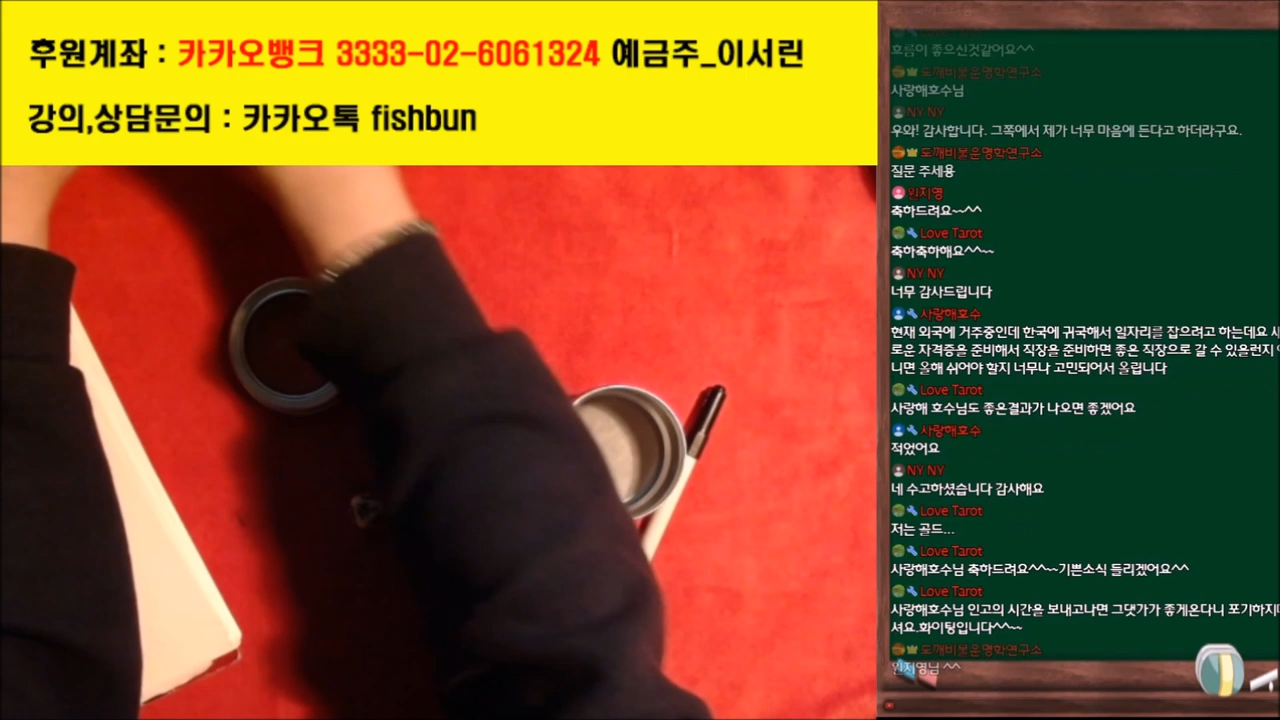 후원계좌 : 카카오뱅크 3333-02-6061324 예금주_이서린
강의,상담문의 : 카카오톡 fishbun
흐름이 좋으신것같어요^^
도깨비불운명학연구소
사랑해호수님
NY NY
우와! 감사합니다. 그쪽에서 제가 너무 마음에 든다고 하더라구요.
도깨비불운명학연구소
질문 주세용
원지영
축하드려요~~^^
Love Tarot
축하축하해요^^~~
NY NY
너무 감사드립니다
사랑해호수
현재 외국에 거주중인데 한국에 귀국해서 일자리를 잡으려고 하는데요
로운 자격증을 준비해서 직장을 준비하면 좋은 직장으로 갈 수 있을런지
니면 올해 쉬어야 할지 너무나 고민되어서 올립니다
Love Tarot
사랑해 호수님도 좋은결과가 나오면 좋겠어요
사랑해호수
적었어요
NY NY
네 수고하셨습니다 감사해요
Love Tarot
저는 골드...
Love Tarot
사랑해호수님 축하드려요^^~~기쁜소식 들리겠어요^^
Love Tarot
사랑해호수님 인고의 시간을 보내고나면 그댓가가 좋게온다니 포기하지
셔요.화이팅입니다^^~~
도깨비불운명학연구소
원지영님 ^^